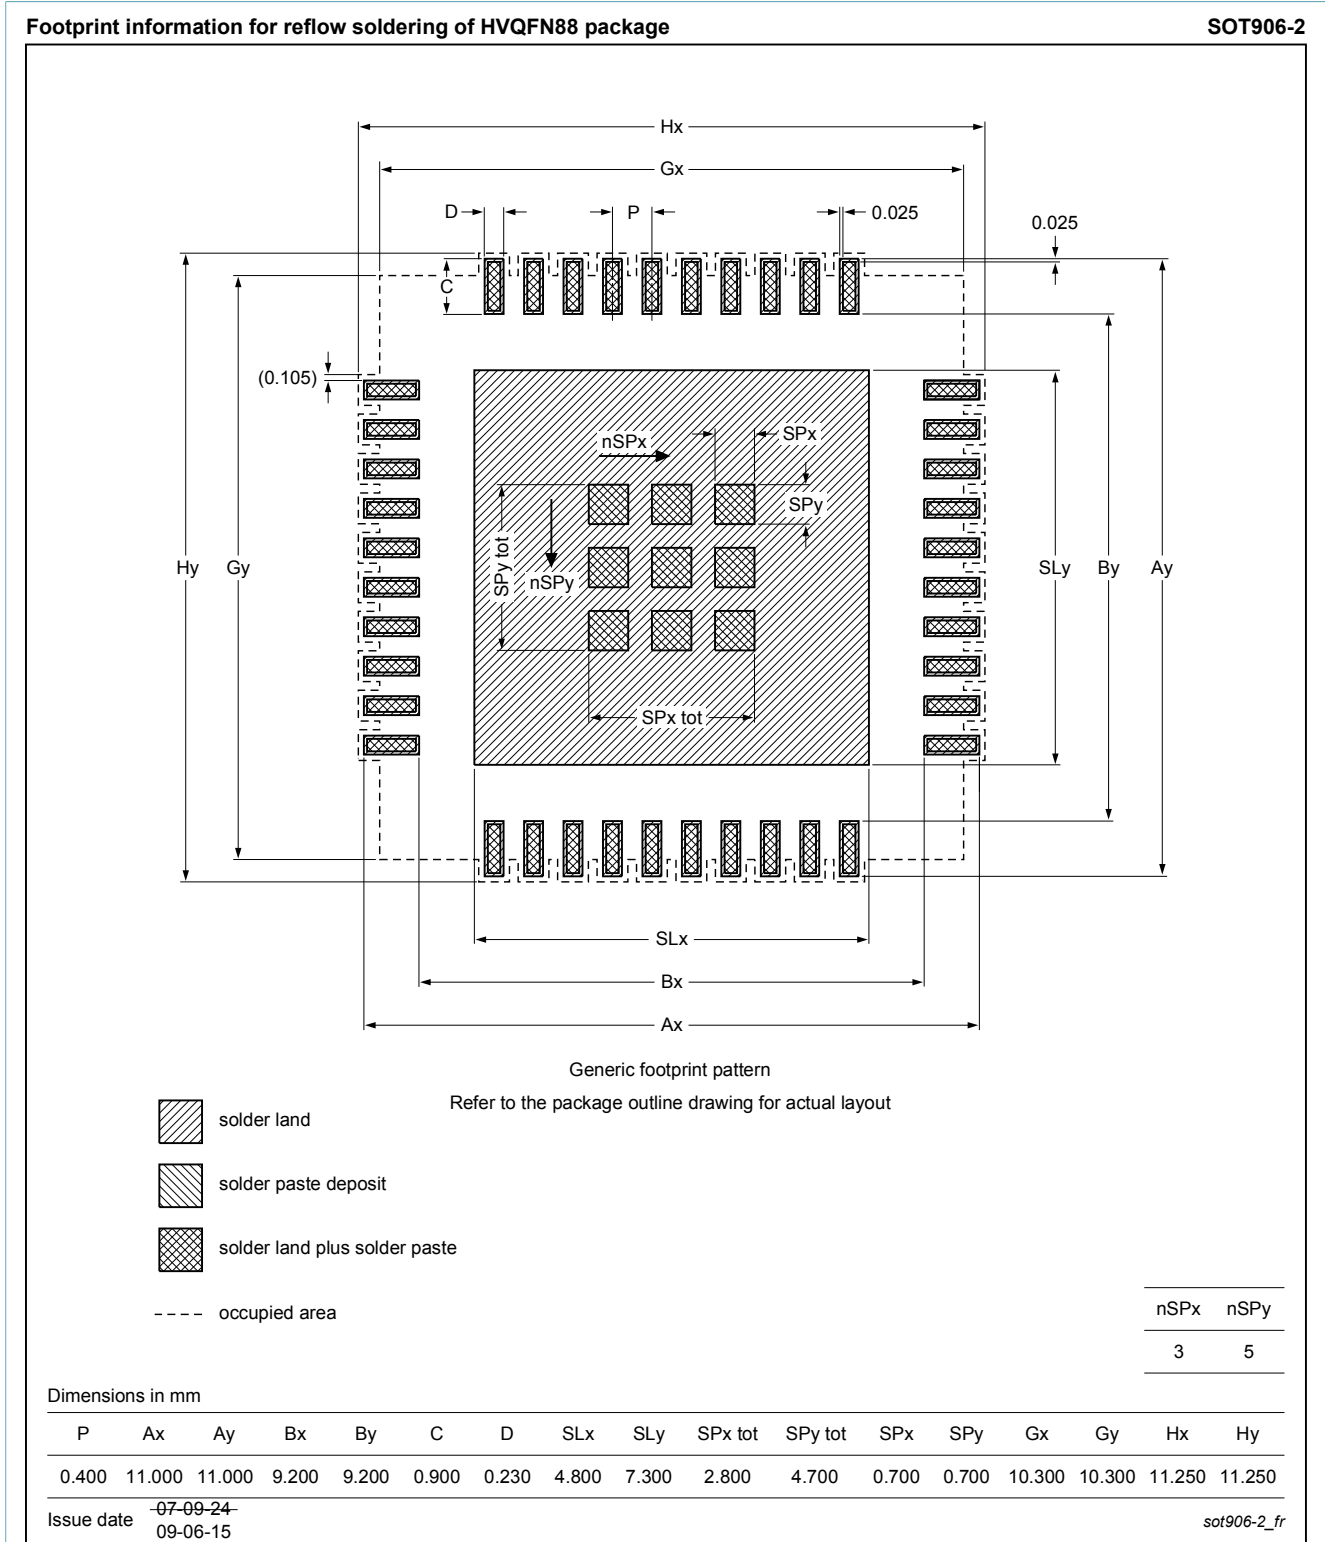 Footprint information for reflow soldering of HVQFN88 package SOT906-2
Hx
Gx
D P 0.025
0.025
C
(0.105)
nSPx SPx
SPy
SPy tot
nSPy
Hy Gy SLy By Ay
SPx tot
SLx
Bx
Ax
Generic footprint pattern
Refer to the package outline drawing for actual layout
solder land
solder paste deposit
solder land plus solder paste
occupied area
nSPx nSPy
3 5
Dimensions in mm
P Ax Ay Bx By C D SLx SLy SPx tot SPy tot SPx SPy Gx Gy Hx Hy
0.400 11.000 11.000 9.200 9.200 0.900 0.230 4.800 7.300 2.800 4.700 0.700 0.700 10.300 10.300 11.250 11.250
Issue date 07-09-24
09-06-15
sot906-2_fr